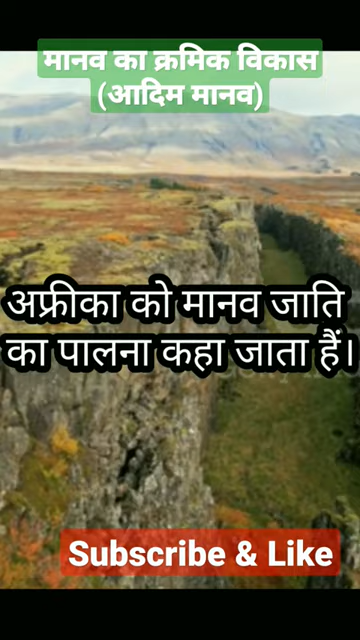 मानव का क्रमिक विकास
(आदिम मानव)
अफ्रीका को मानव जाति
का पालना कहा जाता हैं।
Subscribe & Like